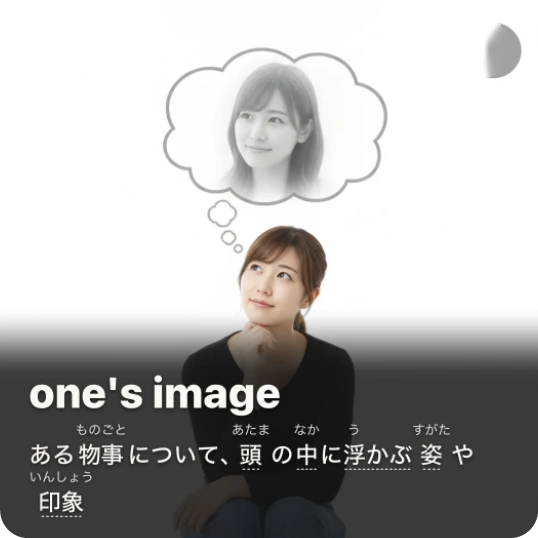 one's image
ものごと あたま なか う すがた
ある物事について、頭の中に浮かぶ姿や
いんしょう
印象